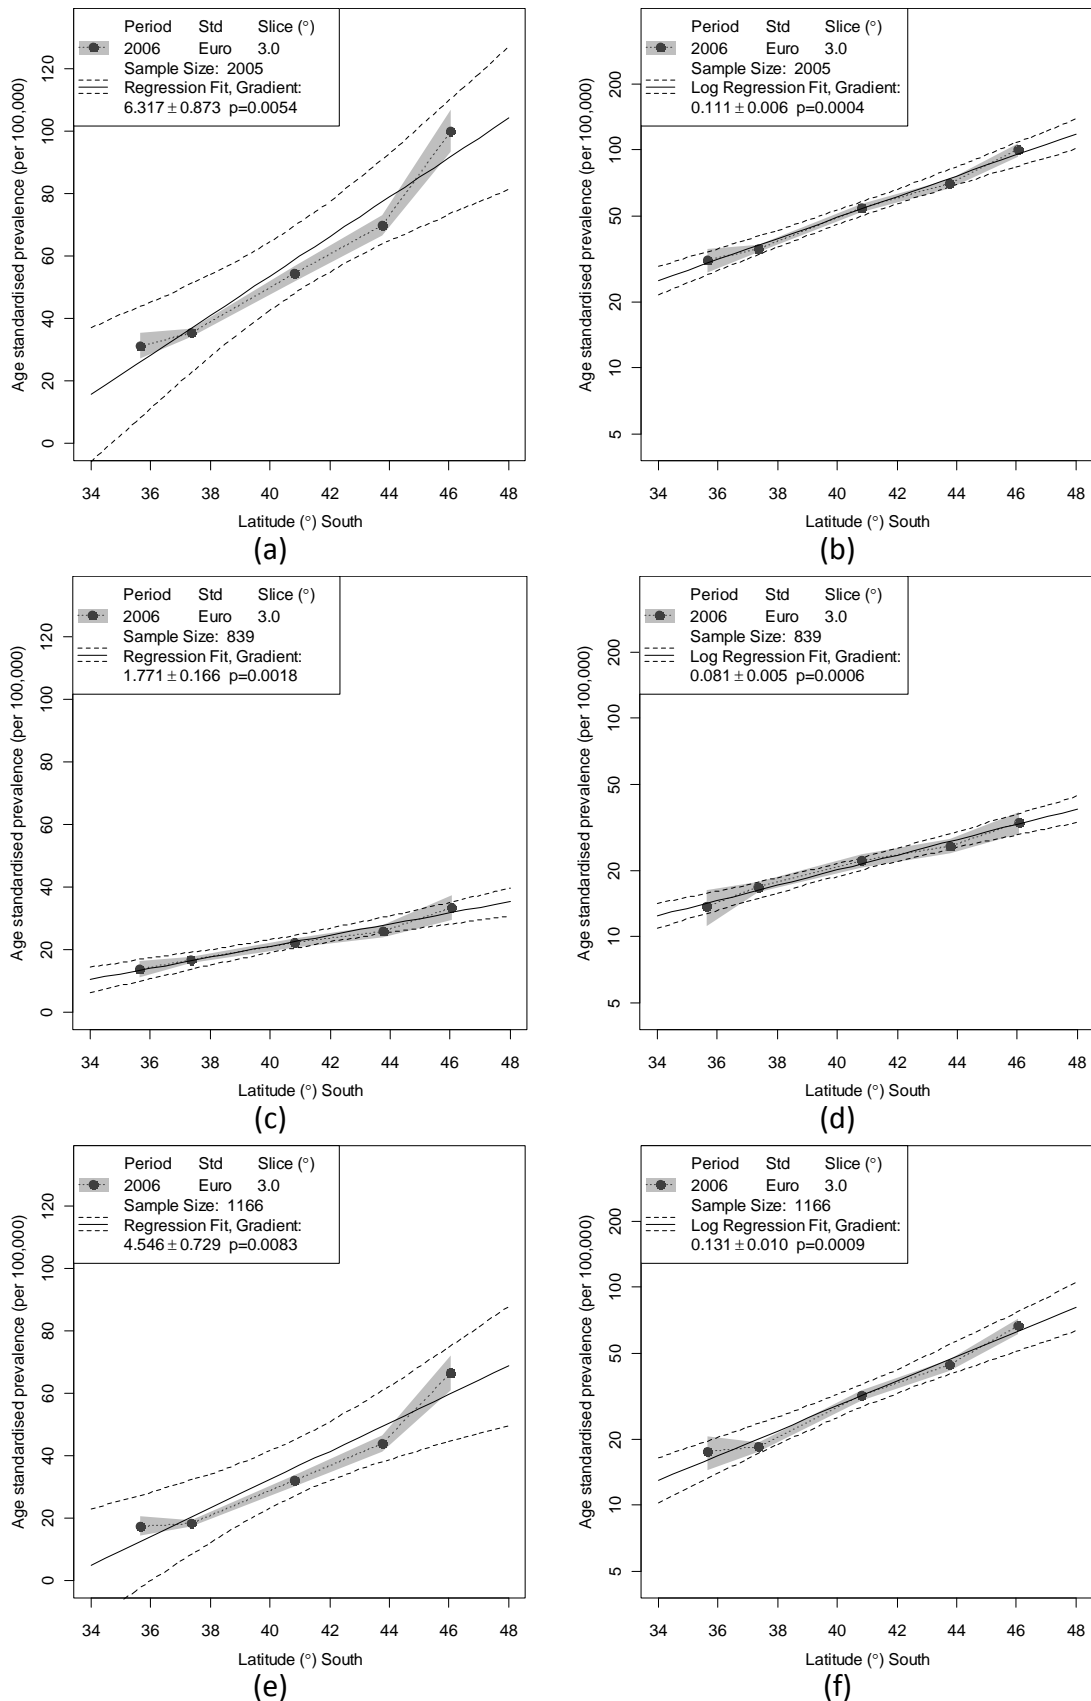 Period Std Slice (°)
2006 Euro 3.0
Sample Size: 2005
Regression Fit, Gradient:
6.317 ± 0.873 p=0.0054
Age standardised prevalence (per 100,000)
0 20 40 60 80 100 120
34 36 38 40 42 44 46 48
Latitude (°) South
(a)
Period Std Slice (°)
2006 Euro 3.0
Sample Size: 2005
Log Regression Fit, Gradient:
0.111 ± 0.006 p=0.0004
Age standardised prevalence (per 100,000)
5 10 20 50 100 200
34 36 38 40 42 44 46 48
Latitude (°) South
(b)
Period Std Slice (°)
2006 Euro 3.0
Sample Size: 839
Regression Fit, Gradient:
1.771 ± 0.166 p=0.0018
Age standardised prevalence (per 100,000)
0 20 40 60 80 100 120
34 36 38 40 42 44 46 48
Latitude (°) South
(c)
Period Std Slice (°)
2006 Euro 3.0
Sample Size: 839
Log Regression Fit, Gradient:
0.081 ± 0.005 p=0.0006
Age standardised prevalence (per 100,000)
5 10 20 50 100 200
34 36 38 40 42 44 46 48
Latitude (°) South
(d)
Period Std Slice (°)
2006 Euro 3.0
Sample Size: 1166
Regression Fit, Gradient:
4.546 ± 0.729 p=0.0083
Age standardised prevalence (per 100,000)
0 20 40 60 80 100 120
34 36 38 40 42 44 46 48
Latitude (°) South
(e)
Period Std Slice (°)
2006 Euro 3.0
Sample Size: 1166
Log Regression Fit, Gradient:
0.131 ± 0.010 p=0.0009
Age standardised prevalence (per 100,000)
5 10 20 50 100 200
34 36 38 40 42 44 46 48
Latitude (°) South
(f)